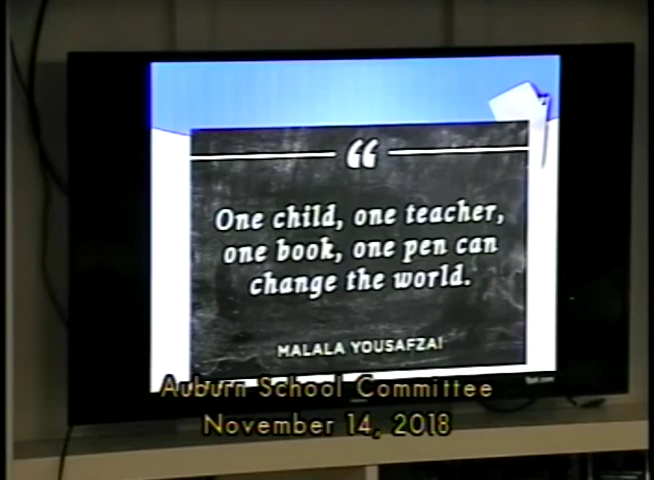 “
One child, one teacher,
one book, one pen can
change the world.
MALALA YOUSAFZAI
Auburn School Committee
November 14, 2018